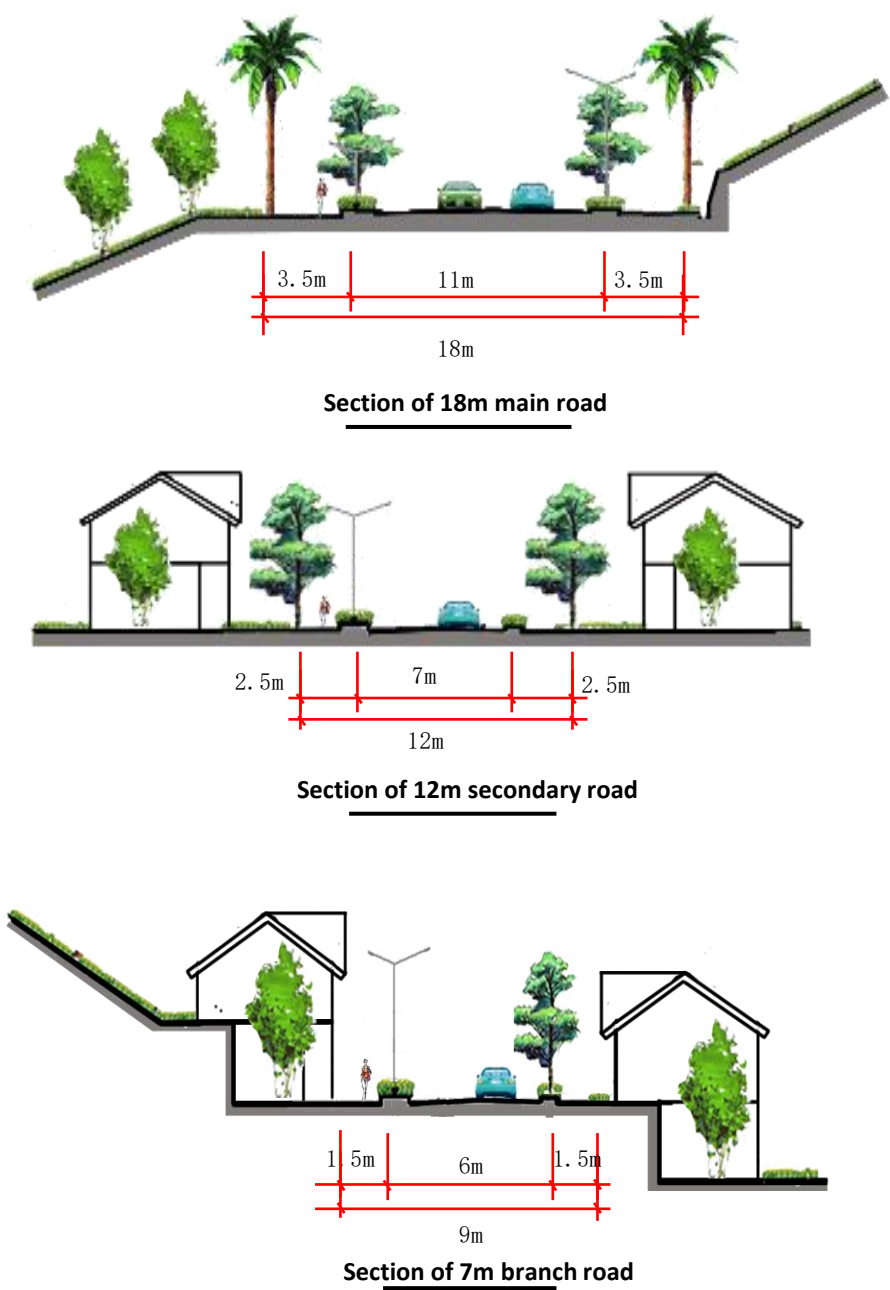 3.5m 11m 3.5m
18m
Section of 18m main road
2.5m 7m 2.5m
12m
Section of 12m secondary road
1.5m 6m 1.5m
9m
Section of 7m branch road